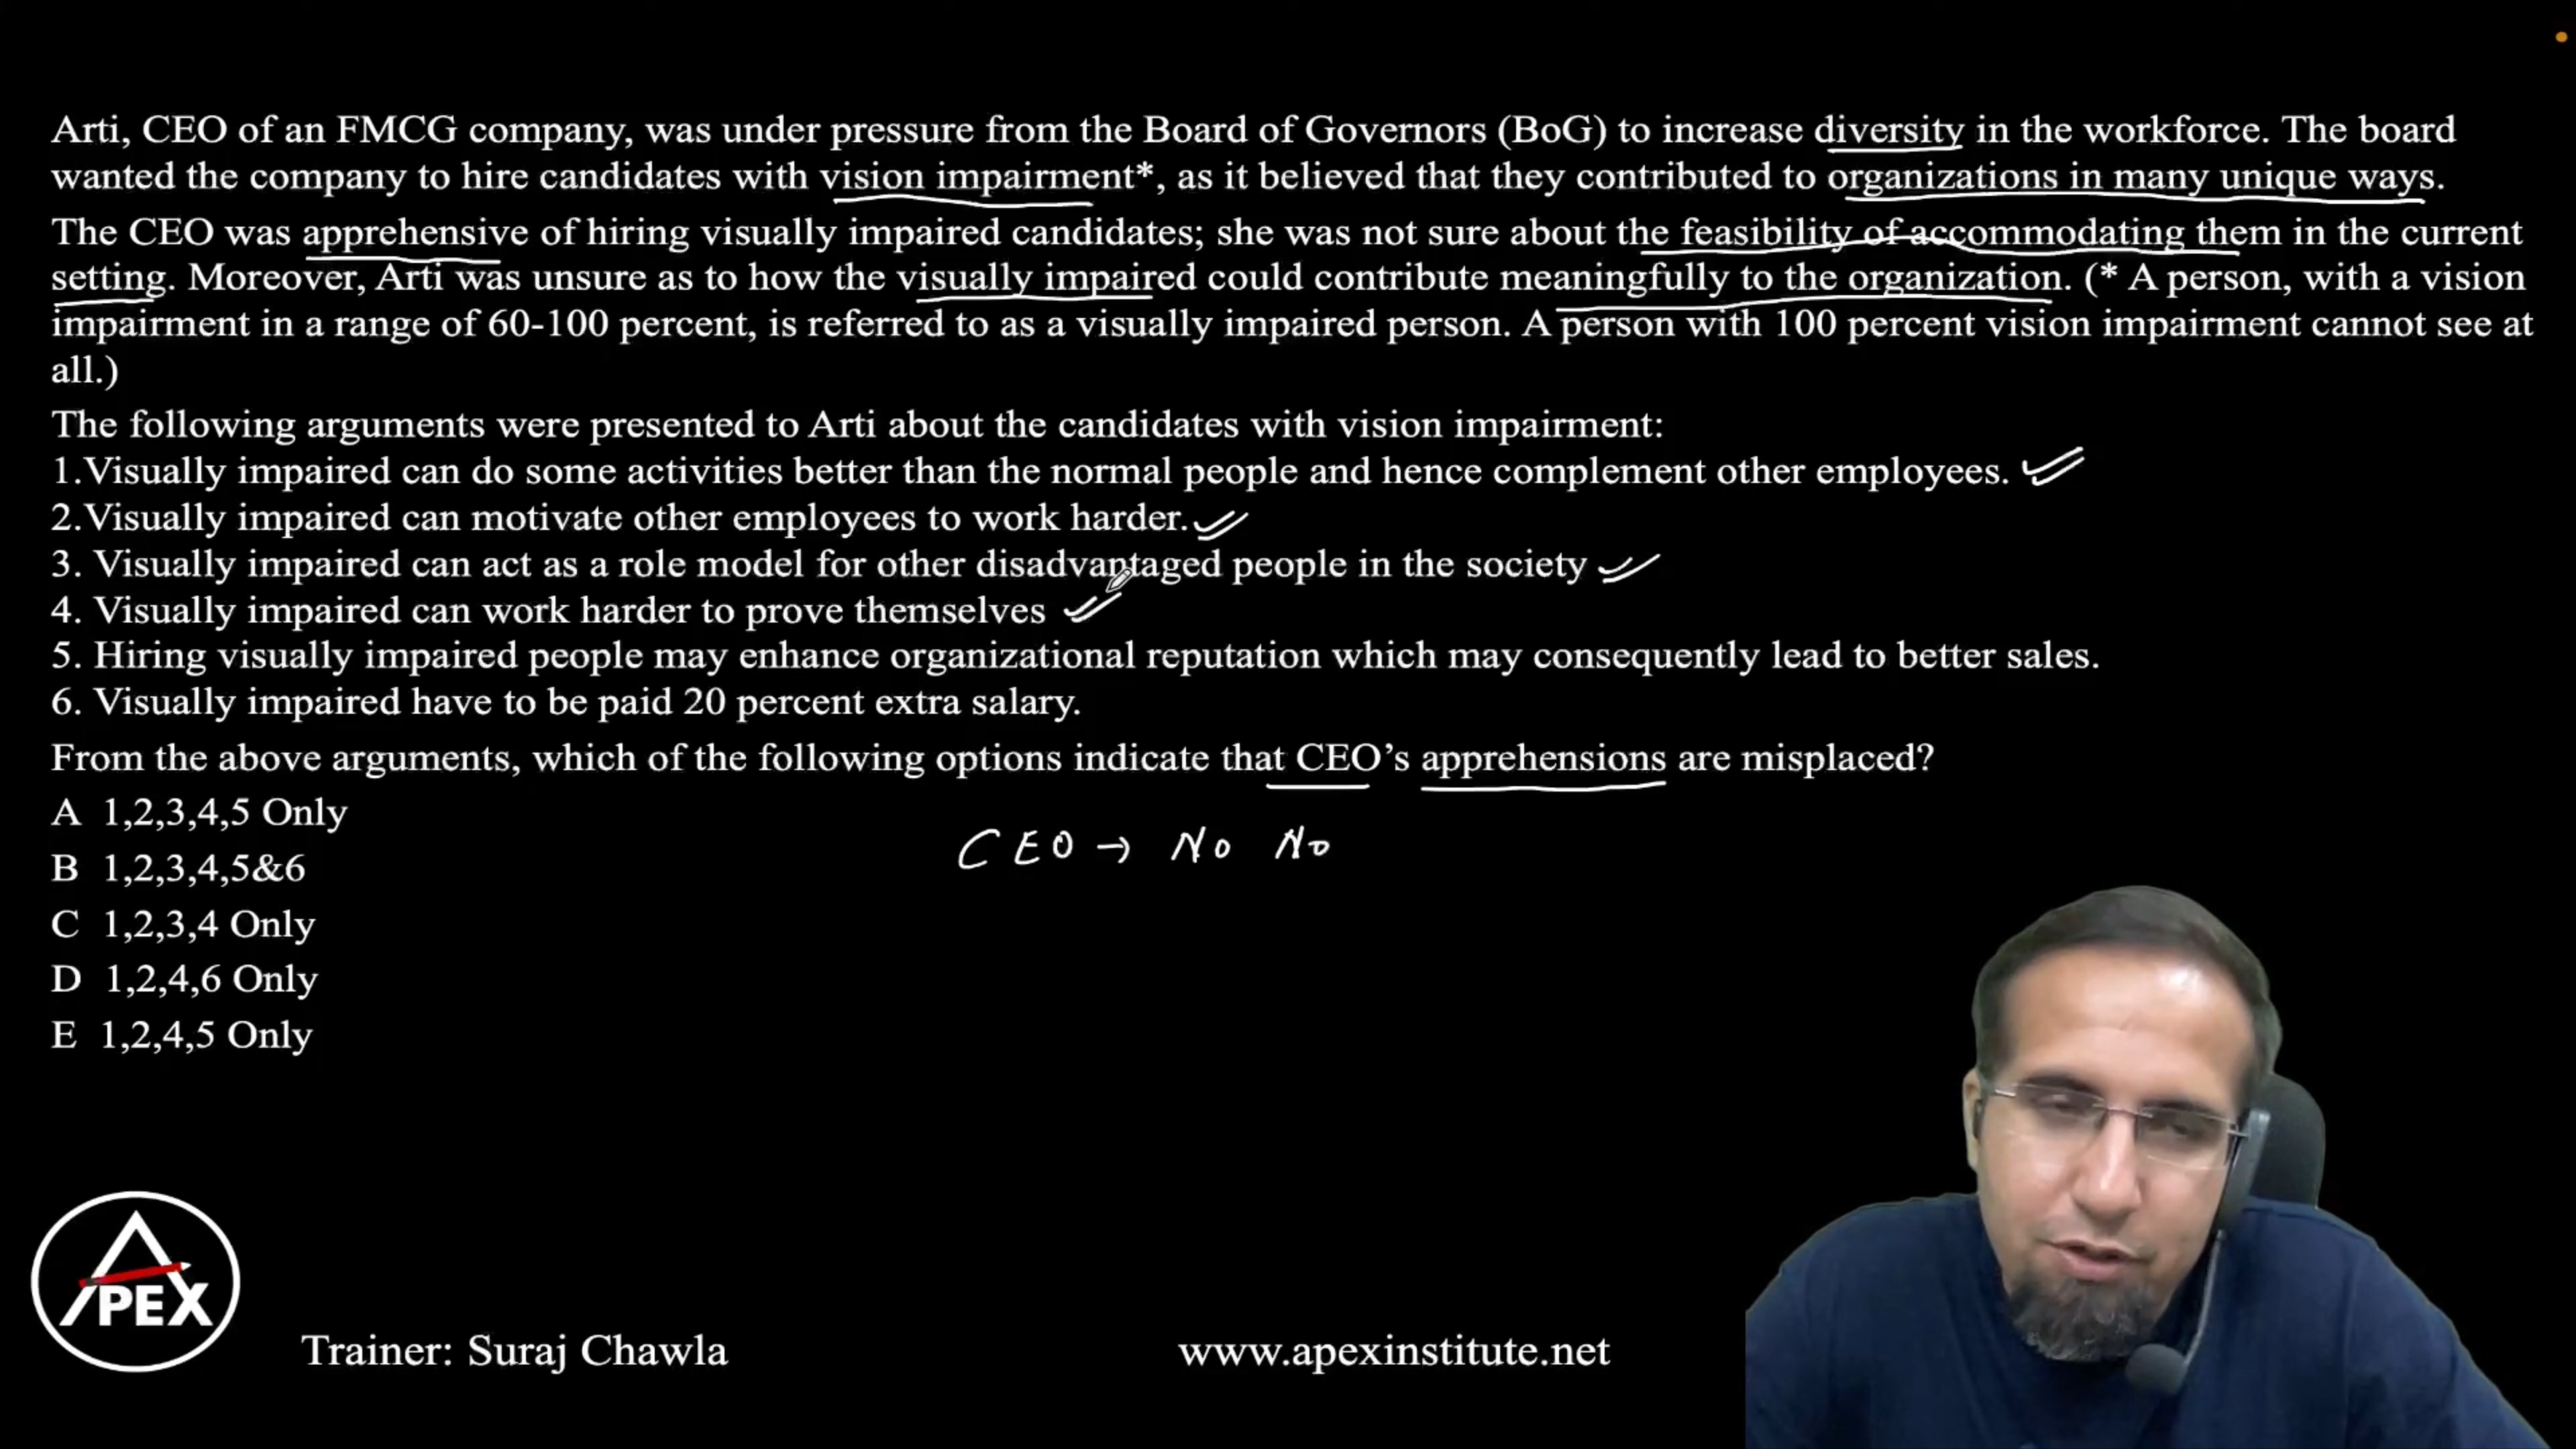 Arti, CEO of an FMCG company, was under pressure from the Board of Governors (BoG) to increase diversity in the workforce. The board
wanted the company to hire candidates with vision impairment*, as it believed that they contributed to organizations in many unique ways.
The CEO was apprehensive of hiring visually impaired candidates; she was not sure about the feasibility of accommodating them in the current
setting. Moreover, Arti was unsure as to how the visually impaired could contribute meaningfully to the organization. (* A person, with a vision
impairment in a range of 60-100 percent, is referred to as a visually impaired person. A person with 100 percent vision impairment cannot see at
all.)
The following arguments were presented to Arti about the candidates with vision impairment:
1.Visually impaired can do some activities better than the normal people and hence complement other employees.
2.Visually impaired can motivate other employees to work harder.
3. Visually impaired can act as a role model for other disadvantaged people in the society
4. Visually impaired can work harder to prove themselves
5. Hiring visually impaired people may enhance organizational reputation which may consequently lead to better sales.
6. Visually impaired have to be paid 20 percent extra salary.
From the above arguments, which of the following options indicate that CEO’s apprehensions are misplaced?
A 1,2,3,4,5 Only
B 1,2,3,4,5&6
C 1,2,3,4 Only
D 1,2,4,6 Only
E 1,2,4,5 Only
CEO → No No
APEX
Trainer: Suraj Chawla
www.apexinstitute.net